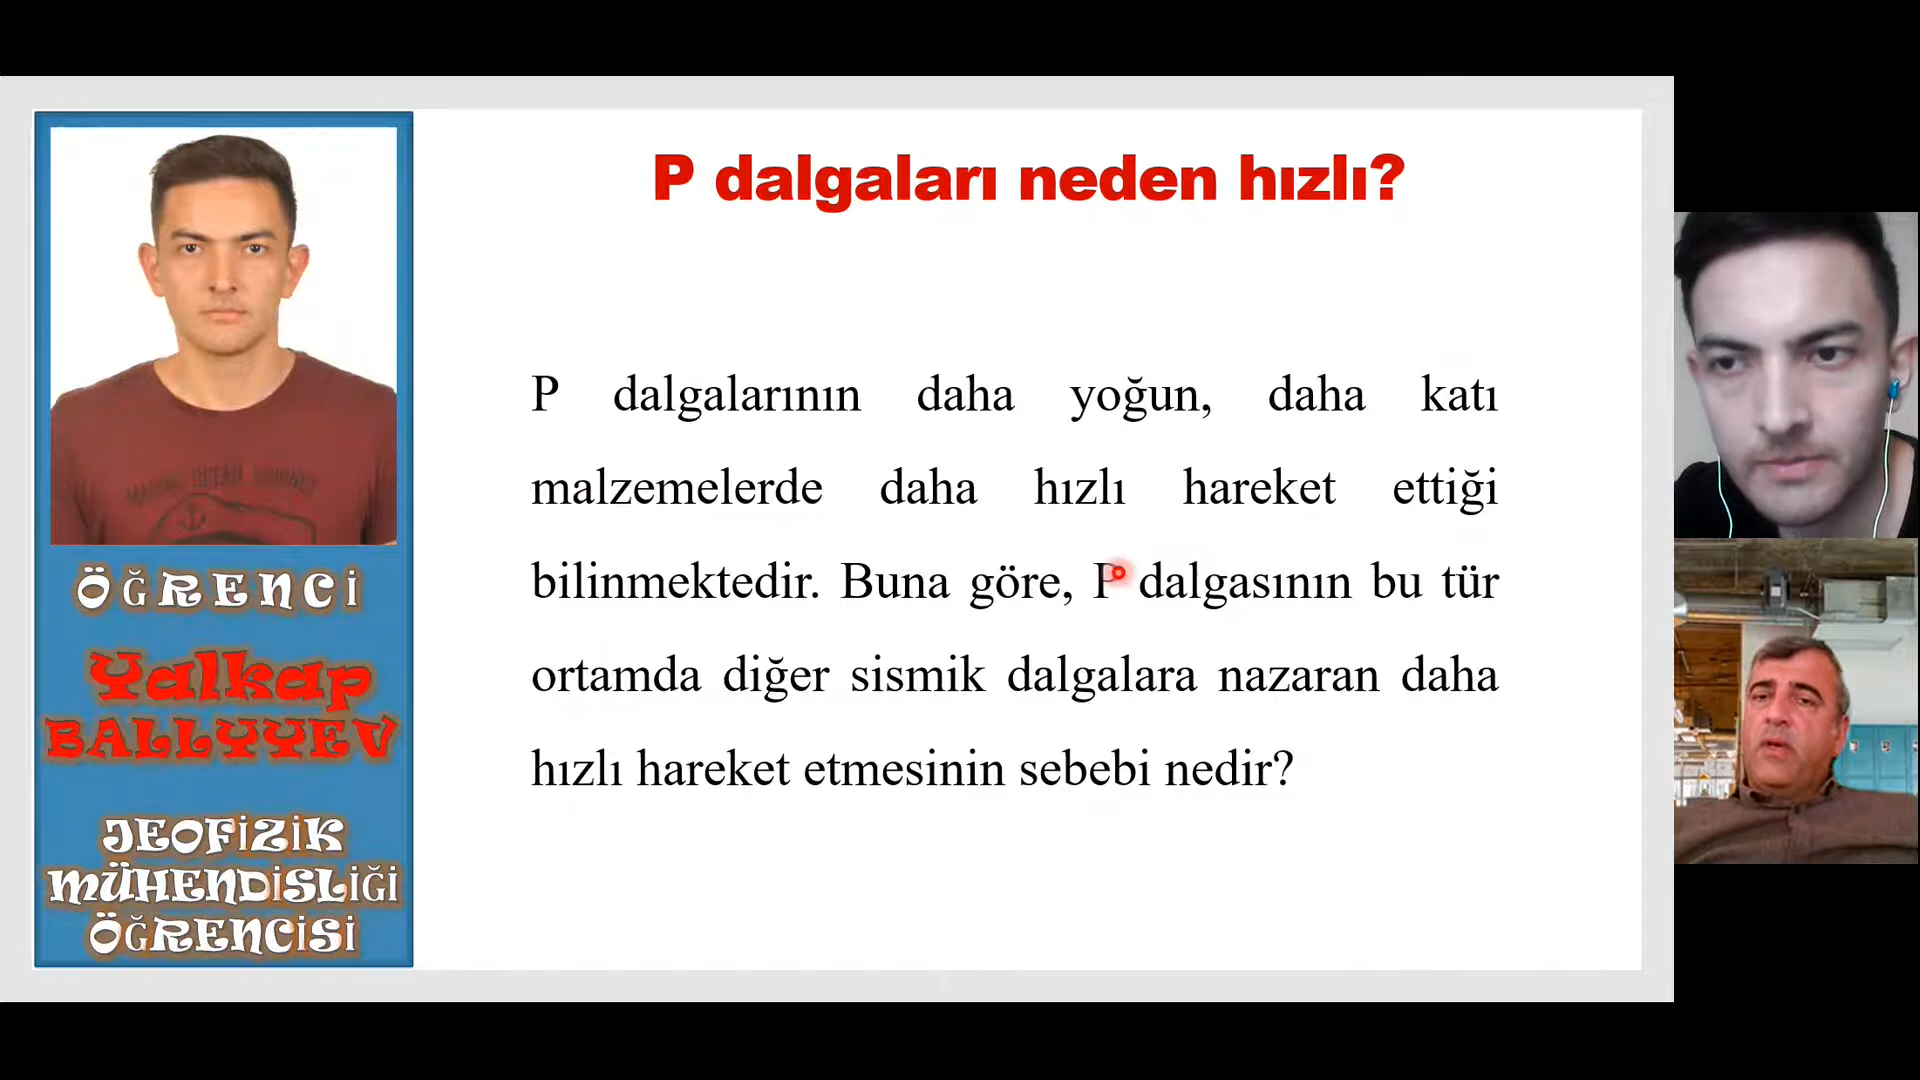 P dalgaları neden hızlı?
P dalgalarının daha yoğun, daha katı
malzemelerde daha hızlı hareket ettiği
bilinmektedir. Buna göre, P dalgasının bu tür
ortamda diğer sismik dalgalara nazaran daha
hızlı hareket etmesinin sebebi nedir?
ÖĞRENCİ
Yalkap
BALLYYEV
JEOFİZİK
MÜHENDİSLİĞİ
ÖĞRENCİSİ